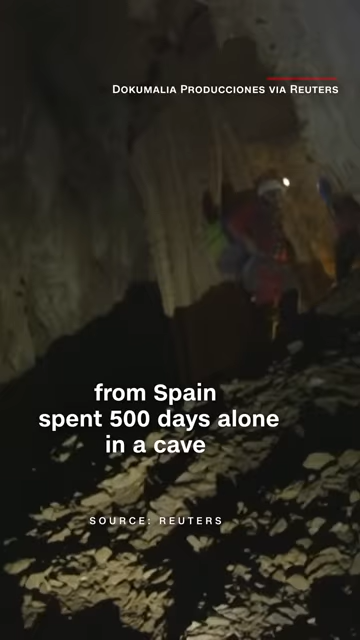 Dokumalia Producciones via Reuters
from Spain
spent 500 days alone
in a cave
SOURCE: REUTERS